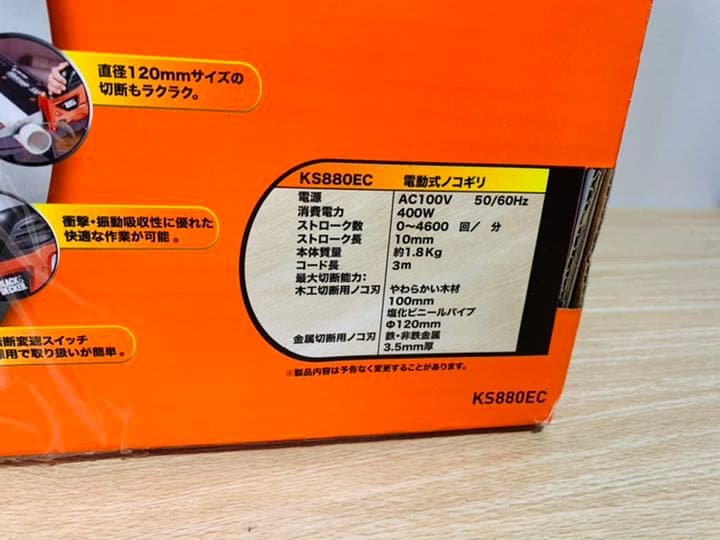 直径120mmサイズの
切断もラクラク。
衝撃・振動吸収性に優れた
快適な作業が可能。
断変速スイッチ
用で取り扱いが簡単。
BLACK&
DECKER
KS880EC 電動式ノコギリ
電源 AC100V 50/60Hz
消費電力 400W
ストローク数 0〜4600 回／分
ストローク長 10mm
本体質量 約1.8Kg
コード長 3m
最大切断能力:
木工切断用ノコ刃 やわらかい木材
100mm
塩化ビニールパイプ
Φ120mm
金属切断用ノコ刃 鉄・非鉄金属
3.5mm厚
※製品内容は予告なく変更することがあります。
KS880EC